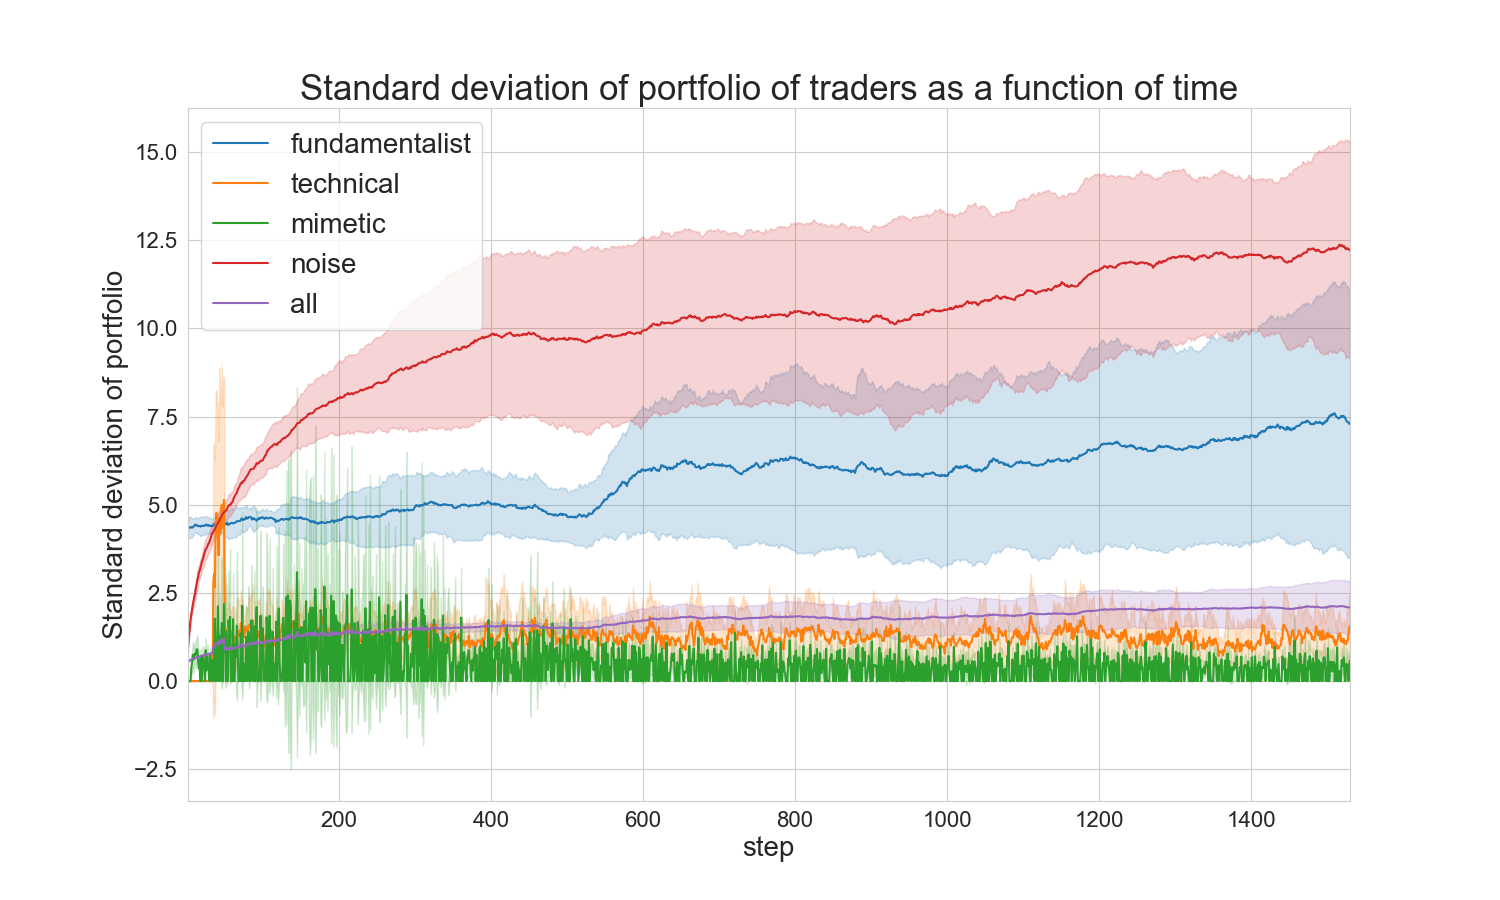 Standard deviation of portfolio of traders as a function of time
fundamentalist
technical
mimetic
noise
all
Standard deviation of portfolio
15.0
12.5
10.0
7.5
5.0
2.5
0.0
−2.5
200 400 600 800 1000 1200 1400
step